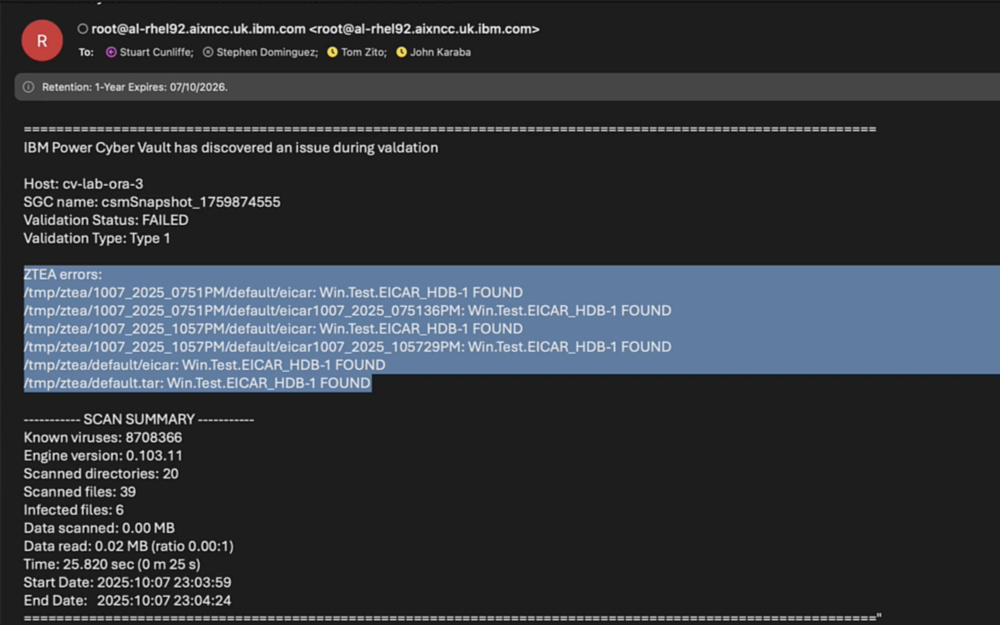 R
root@al-rhel92.aixncc.uk.ibm.com <root@al-rhel92.aixncc.uk.ibm.com>
To: Stuart Cunliffe; Stephen Dominguez; Tom Zito; John Karaba
Retention: 1-Year Expires: 07/10/2026.
========================================================================================================
IBM Power Cyber Vault has discovered an issue during valdation
Host: cv-lab-ora-3
SGC name: csmSnapshot_1759874555
Validation Status: FAILED
Validation Type: Type 1
ZTEA errors:
/tmp/ztea/1007_2025_0751PM/default/eicar: Win.Test.EICAR_HDB-1 FOUND
/tmp/ztea/1007_2025_0751PM/default/eicar1007_2025_075136PM: Win.Test.EICAR_HDB-1 FOUND
/tmp/ztea/1007_2025_1057PM/default/eicar: Win.Test.EICAR_HDB-1 FOUND
/tmp/ztea/1007_2025_1057PM/default/eicar1007_2025_105729PM: Win.Test.EICAR_HDB-1 FOUND
/tmp/ztea/default/eicar: Win.Test.EICAR_HDB-1 FOUND
/tmp/ztea/default.tar: Win.Test.EICAR_HDB-1 FOUND
----------- SCAN SUMMARY -----------
Known viruses: 8708366
Engine version: 0.103.11
Scanned directories: 20
Scanned files: 39
Infected files: 6
Data scanned: 0.00 MB
Data read: 0.02 MB (ratio 0.00:1)
Time: 25.820 sec (0 m 25 s)
Start Date: 2025:10:07 23:03:59
End Date: 2025:10:07 23:04:24
========================================================================================================"